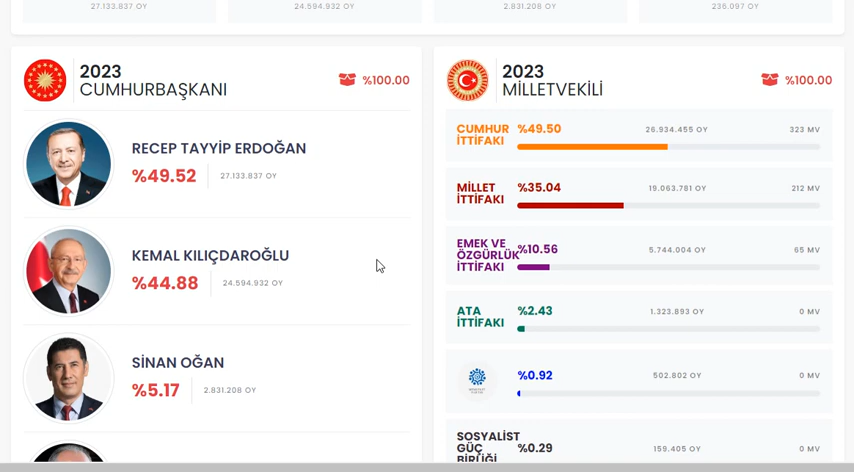 27.133.837 OY
24.594.932 OY
2.831.208 OY
236.097 OY
2023
CUMHURBAŞKANI
%100.00
RECEP TAYYİP ERDOĞAN
%49.52
27.133.837 OY
KEMAL KILIÇDAROĞLU
%44.88
24.594.932 OY
SİNAN OĞAN
%5.17
2.831.208 OY
2023
MİLLETVEKİLİ
%100.00
CUMHUR
İTTİFAKI
%49.50
26.934.455 OY
323 MV
MİLLET
İTTİFAKI
%35.04
19.063.781 OY
212 MV
EMEK VE
ÖZGÜRLÜK
İTTİFAKI
%10.56
5.744.004 OY
65 MV
ATA
İTTİFAKI
%2.43
1.323.893 OY
0 MV
%0.92
502.802 OY
0 MV
SOSYALİST
GÜÇ
BİRLİĞİ
%0.29
159.405 OY
0 MV